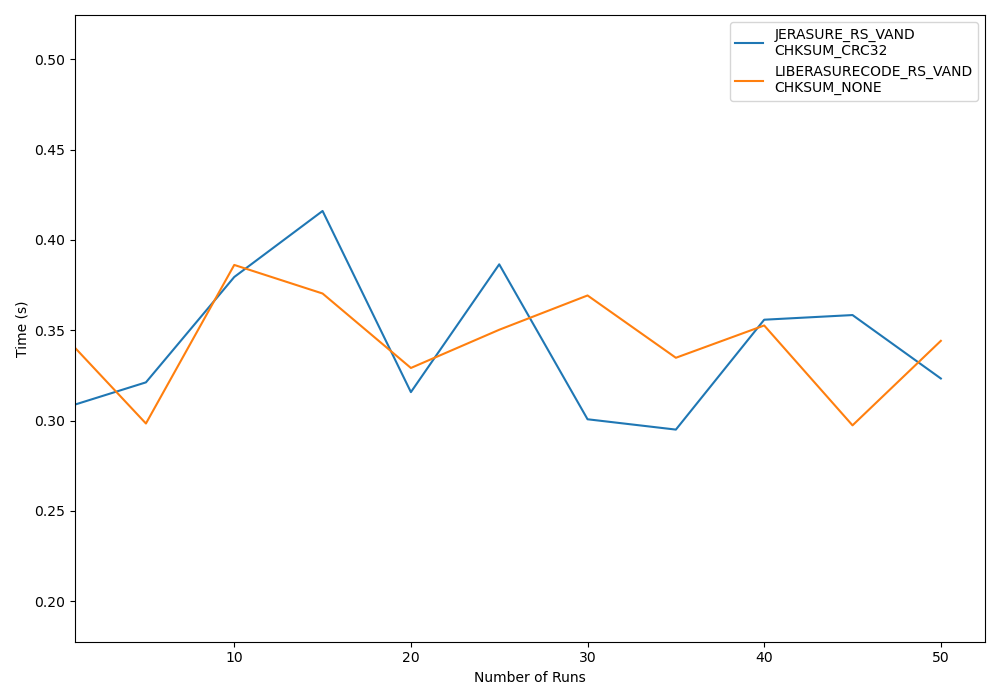 JERASURE_RS_VAND
CHKSUM_CRC32
LIBERASURECODE_RS_VAND
CHKSUM_NONE
Time (s)
0.50
0.45
0.40
0.35
0.30
0.25
0.20
10 20 30 40 50
Number of Runs